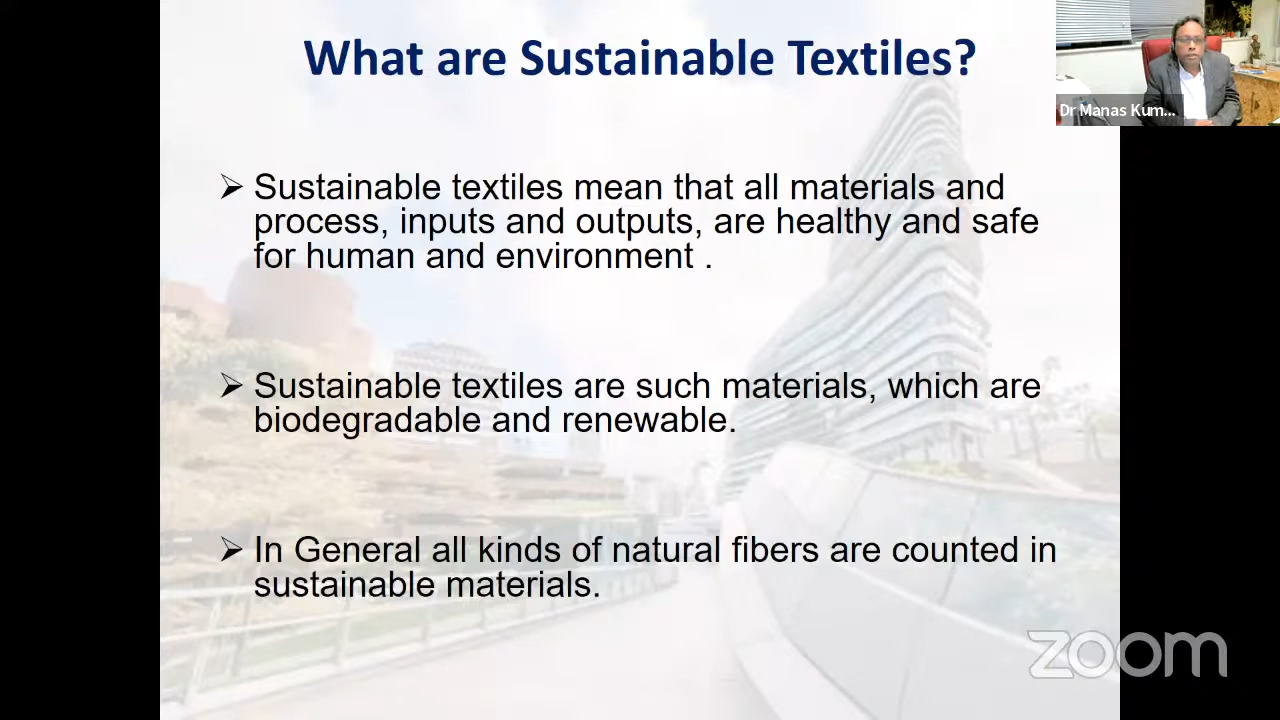 What are Sustainable Textiles?
Dr Manas Kum...
➢ Sustainable textiles mean that all materials and
process, inputs and outputs, are healthy and safe
for human and environment .
➢ Sustainable textiles are such materials, which are
biodegradable and renewable.
➢ In General all kinds of natural fibers are counted in
sustainable materials.
zoom